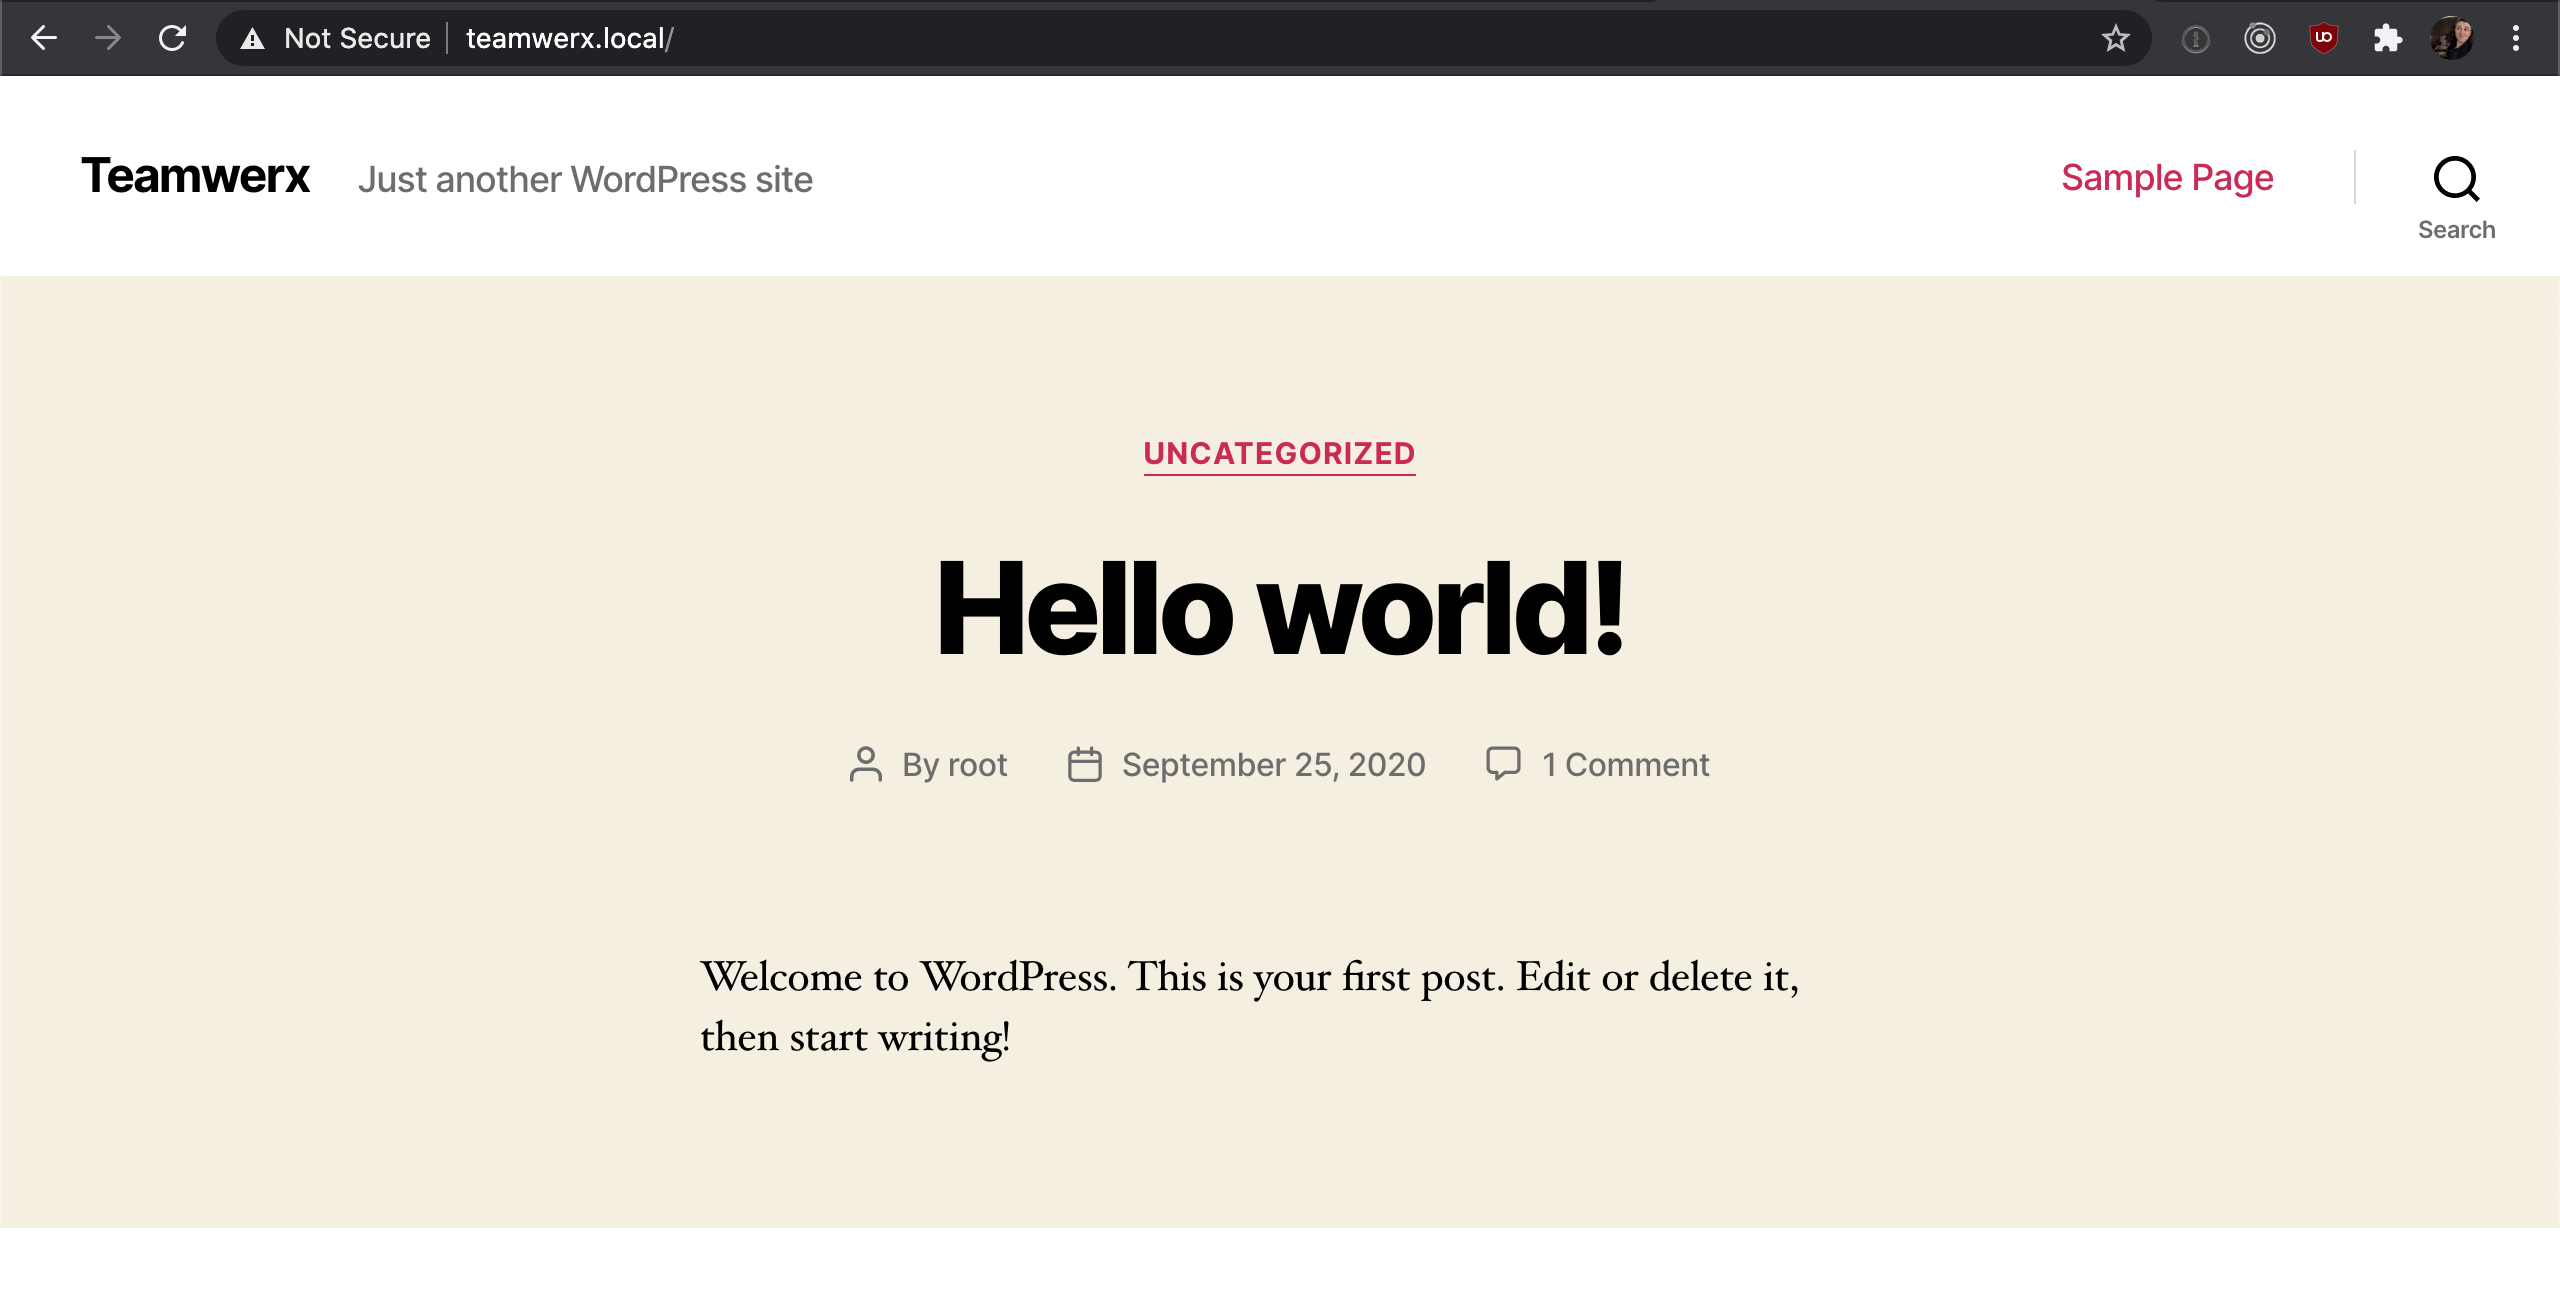 Not Secure | teamwerx.local/
Teamwerx Just another WordPress site Sample Page
Search
UNCATEGORIZED
Hello world!
By root September 25, 2020 1 Comment
Welcome to WordPress. This is your first post. Edit or delete it,
then start writing!